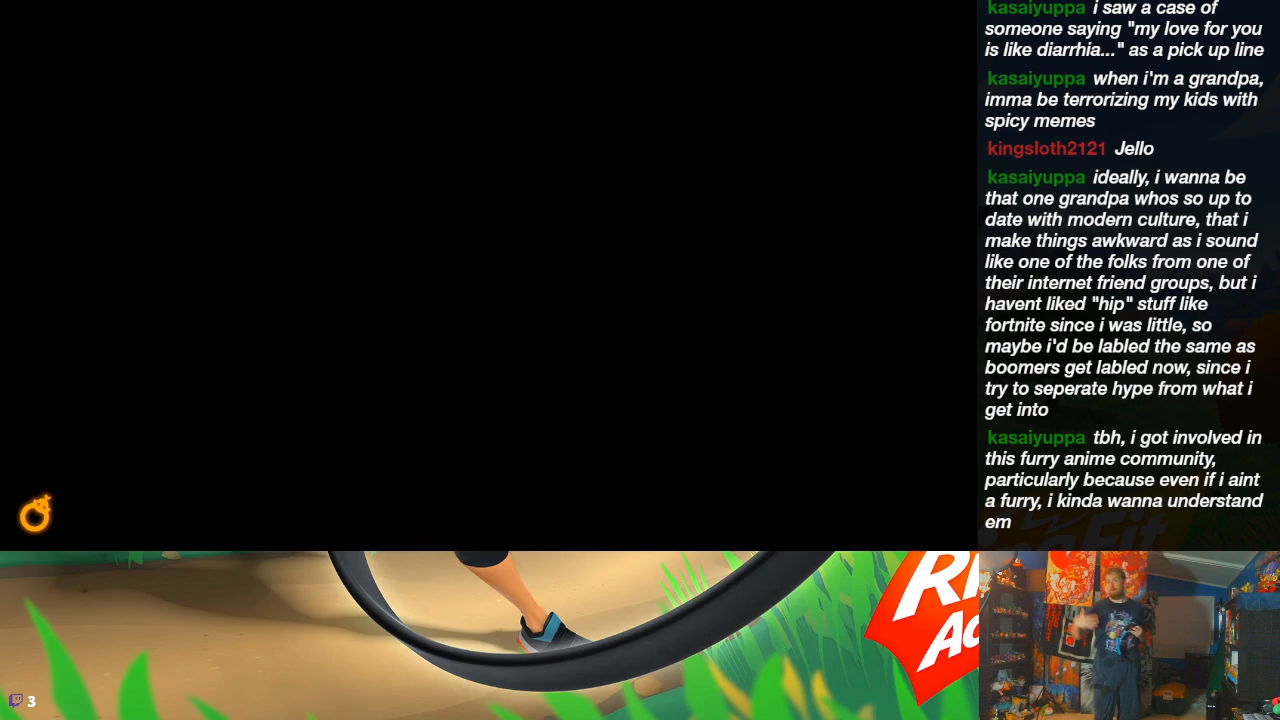 kasaiyuppa i saw a case of
someone saying "my love for you
is like diarrhia..." as a pick up line
kasaiyuppa when i'm a grandpa,
imma be terrorizing my kids with
spicy memes
kingsloth2121 Jello
kasaiyuppa ideally, i wanna be
that one grandpa whos so up to
date with modern culture, that i
make things awkward as i sound
like one of the folks from one of
their internet friend groups, but i
havent liked "hip" stuff like
fortnite since i was little, so
maybe i'd be labled the same as
boomers get labled now, since i
try to seperate hype from what i
get into
kasaiyuppa tbh, i got involved in
this furry anime community,
particularly because even if i aint
a furry, i kinda wanna understand
em
3